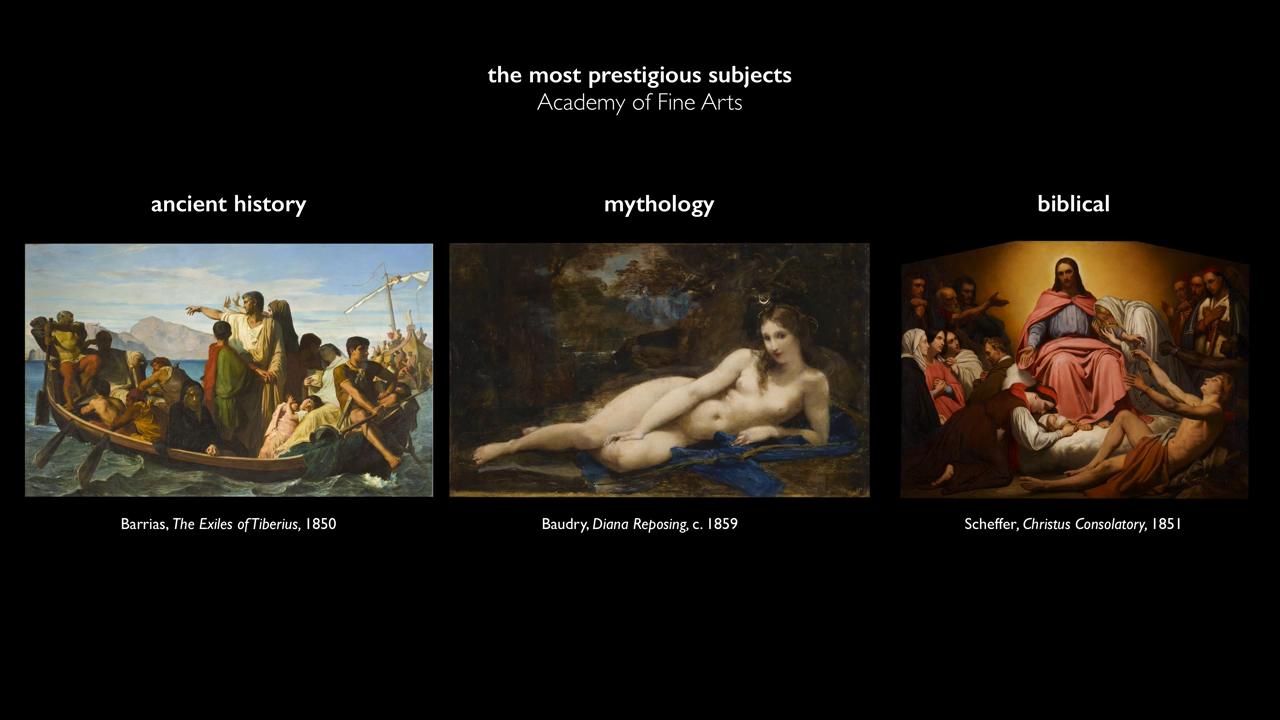 the most prestigious subjects
Academy of Fine Arts
ancient history
mythology
biblical
Barrias, The Exiles of Tiberius, 1850
Baudry, Diana Reposing, c. 1859
Scheffer, Christus Consolatory, 1851